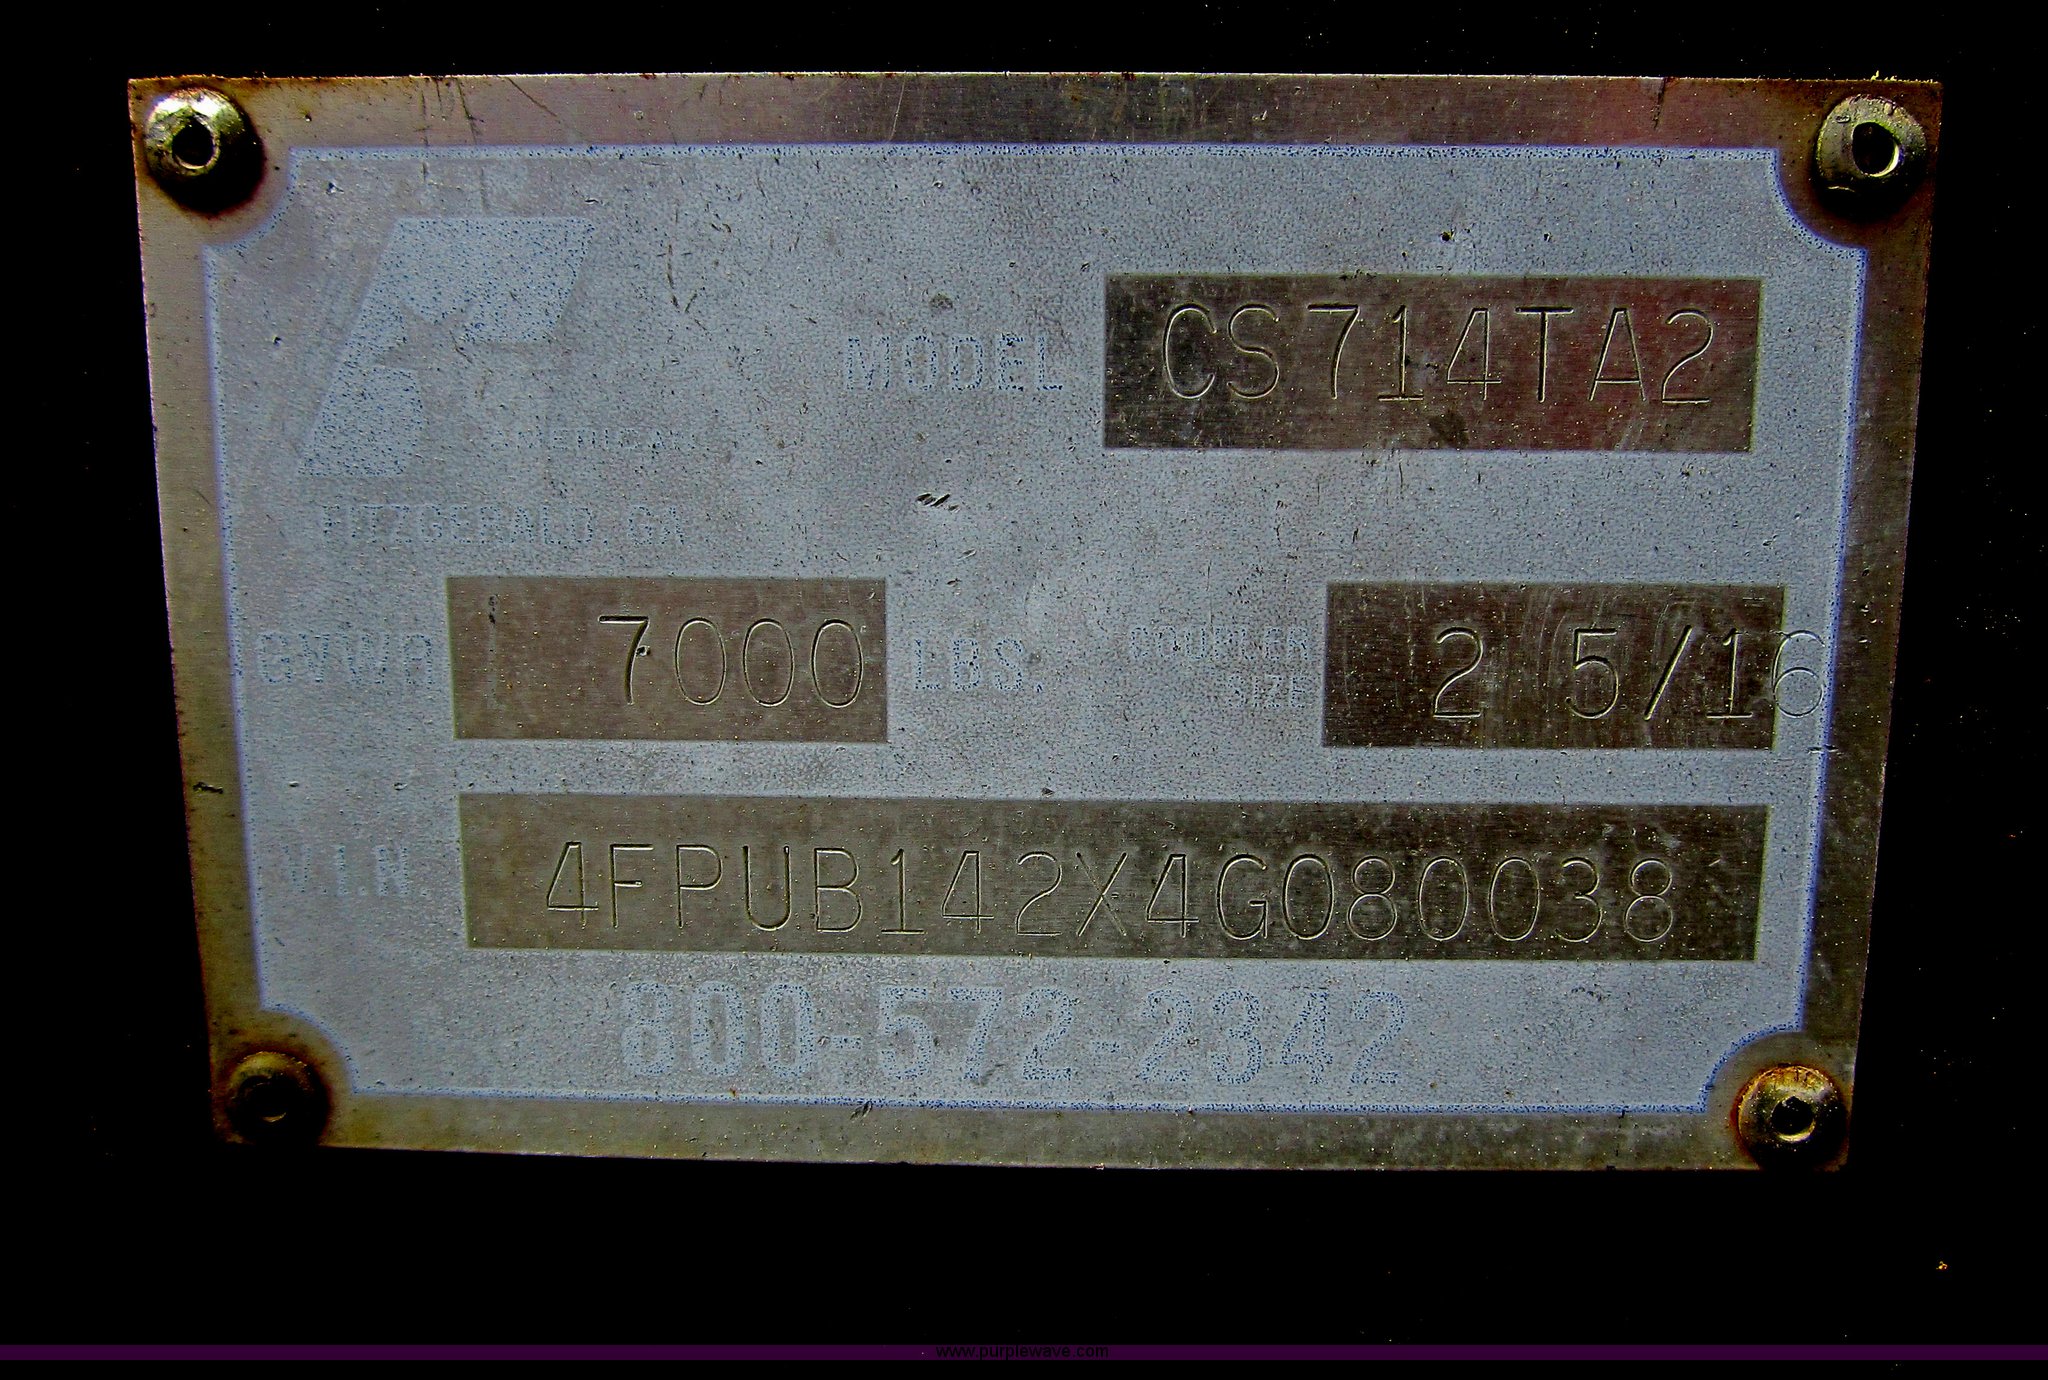 MODEL CS714TA2
AMERICAN
FITZGERALD, GA
GVWR 7000 LBS. COUPLER SIZE 2 5/16
V.I.N. 4FPUB142X4G080038
800-572-2342
www.purplewave.com